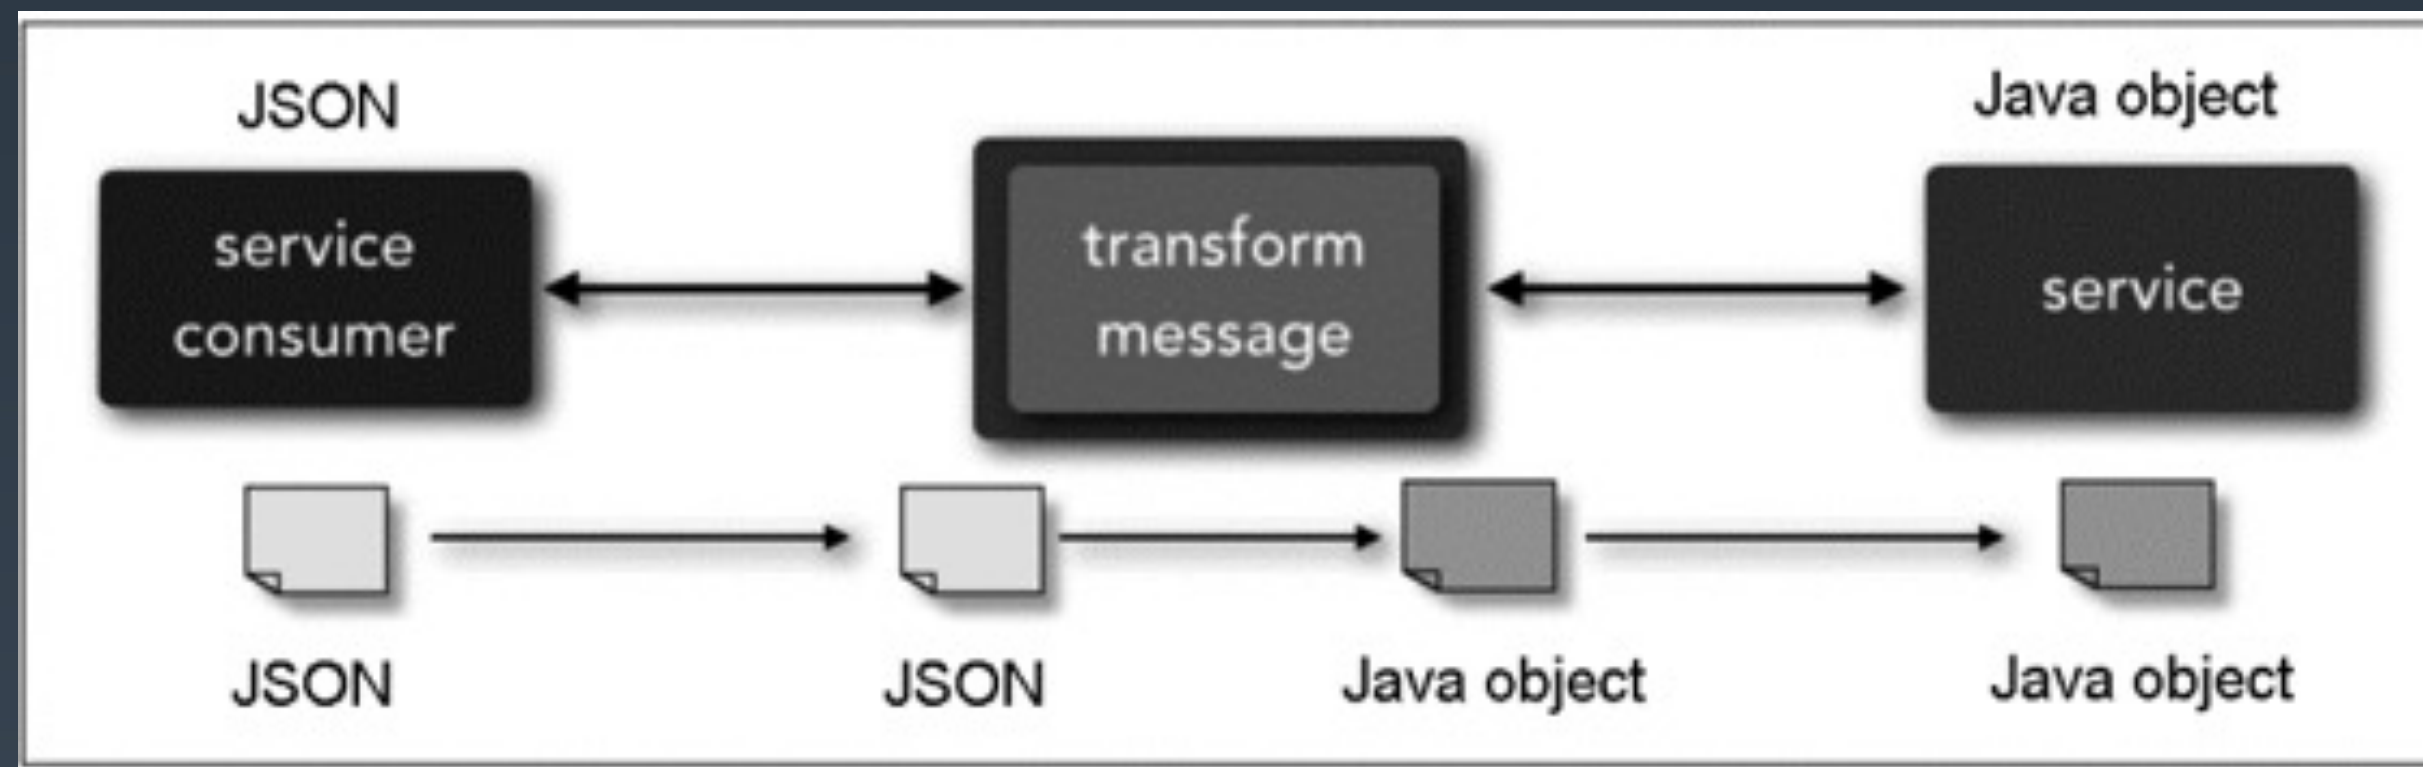 JSON
Java object
service
consumer
transform
message
service
JSON
JSON
Java object
Java object